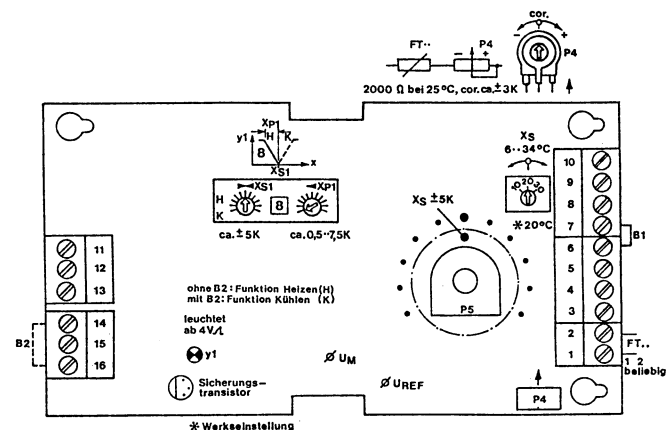 cor.
- +
FT·· P4
- +
P4
2000 Ω bei 25°C, cor.ca.±3K
XP1
y1 H K
8 x
XS1
XS
6··34°C
10 20 30
*20°C
XS1 XP1
H
K 8
ca.±5K ca.0,5··7,5K
XS ±5K
P5
10
9
8
7
6
5
4
3
2
1
B1
FT..
1 2
beliebig
11
12
13
14
15
16
B2
ohne B2: Funktion Heizen (H)
mit B2: Funktion Kühlen (K)
leuchtet
ab 4V
y1
UM
Sicherungs-
transistor
UREF
P4
* Werkseinstellung